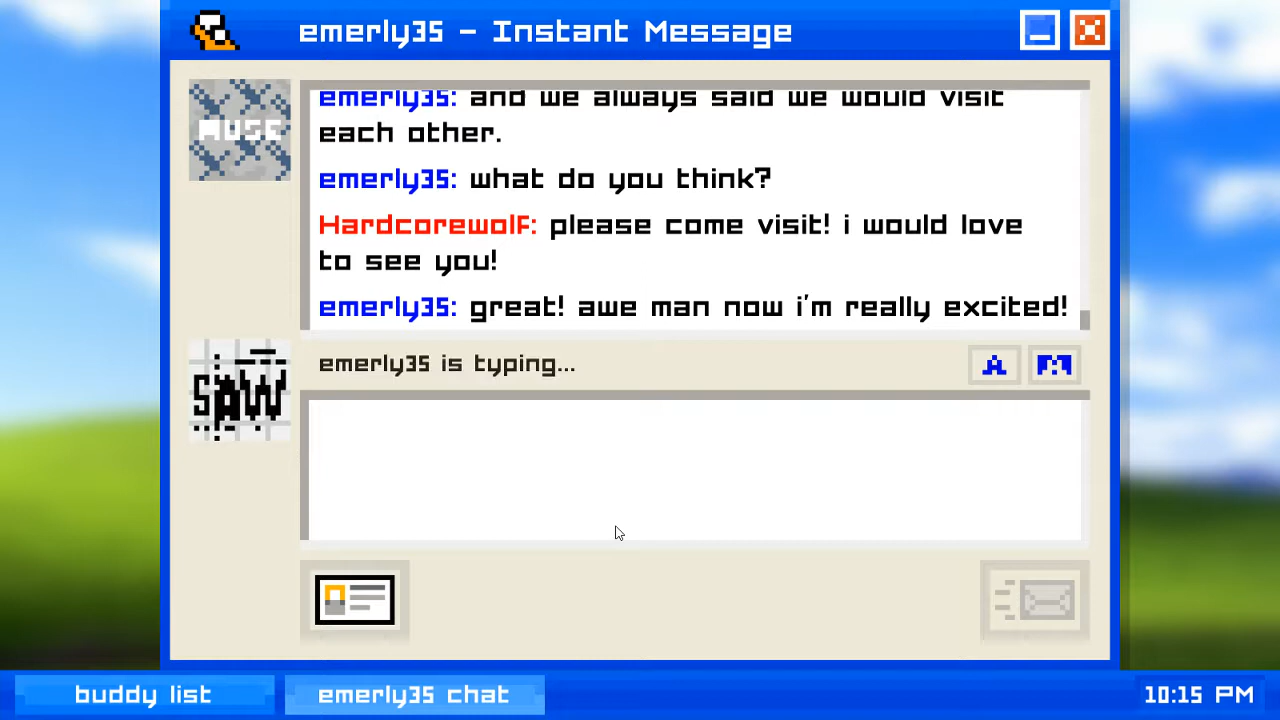 emerly35 - Instant Message
MUSE
emerly35: and we always said we would visit
each other.
emerly35: what do you think?
Hardcorewolf: please come visit! i would love
to see you!
emerly35: great! awe man now i'm really excited!
emerly35 is typing...
A
SAW
buddy list
emerly35 chat
10:15 PM